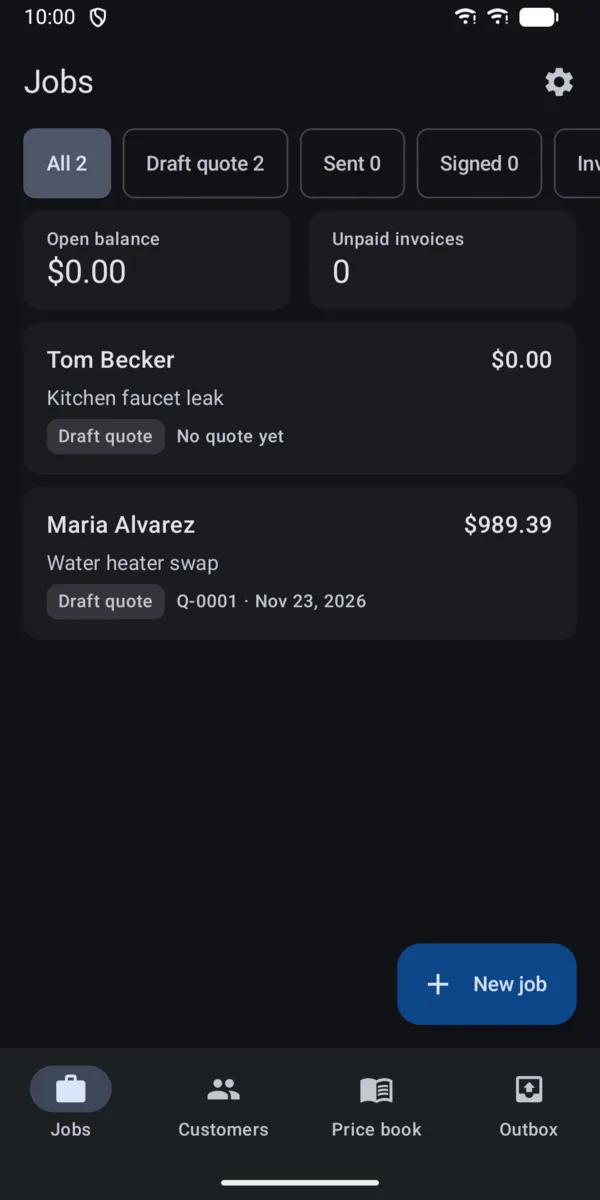 10:00
Jobs
All 2 Draft quote 2 Sent 0 Signed 0 Inv
Open balance Unpaid invoices
$0.00 0
Tom Becker $0.00
Kitchen faucet leak
Draft quote No quote yet
Maria Alvarez $989.39
Water heater swap
Draft quote Q-0001 · Nov 23, 2026
New job
Jobs Customers Price book Outbox